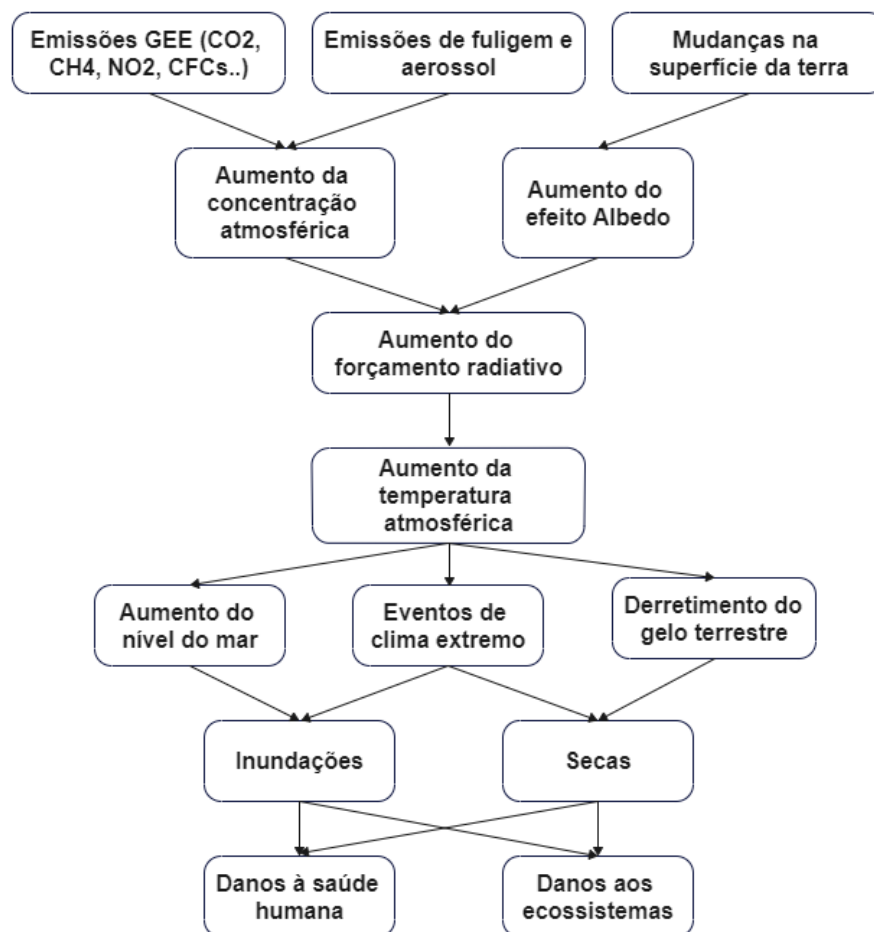 Emissões GEE (CO2,
CH4, NO2, CFCs..)
Emissões de fuligem e
aerossol
Mudanças na
superfície da terra
Aumento da
concentração
atmosférica
Aumento do
efeito Albedo
Aumento do
forçamento radiativo
Aumento da
temperatura
atmosférica
Aumento do
nível do mar
Eventos de
clima extremo
Derretimento do
gelo terrestre
Inundações
Secas
Danos à saúde
humana
Danos aos
ecossistemas